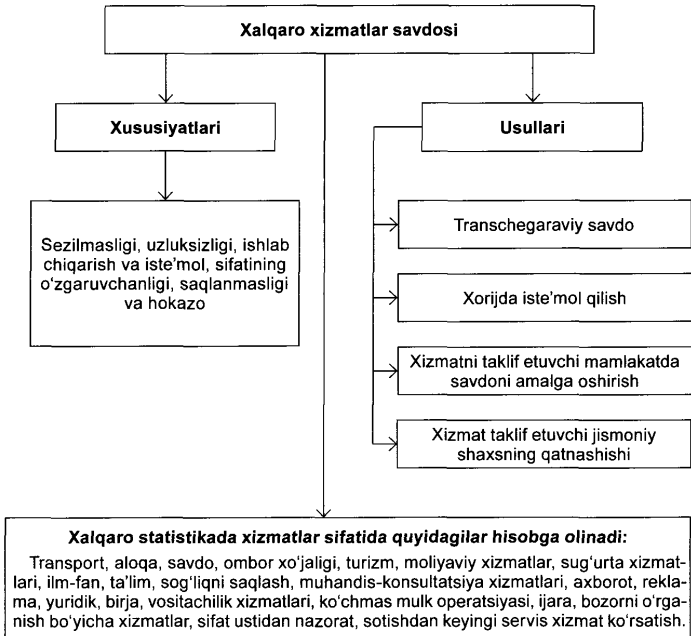 Xalqaro xizmatlar savdosi
Xususiyatlari
Usullari
Sezilmasligi, uzluksizligi, ishlab
chiqarish va iste'mol, sifatining
o'zgaruvchanligi, saqlanmasligi
va hokazo
Transchegaraviy savdo
Xorijda iste'mol qilish
Xizmatni taklif etuvchi mamlakatda
savdoni amalga oshirish
Xizmat taklif etuvchi jismoniy
shaxsning qatnashishi
Xalqaro statistikada xizmatlar sifatida quyidagilar hisobga olinadi:
Transport, aloqa, savdo, ombor xo'jaligi, turizm, moliyaviy xizmatlar, sug'urta xizmat-
lari, ilm-fan, ta'lim, sog'liqni saqlash, muhandis-konsultatsiya xizmatlari, axborot, rekla-
ma, yuridik, birja, vositachilik xizmatlari, ko'chmas mulk operatsiyasi, ijara, bozorni o'rga-
nish bo'yicha xizmatlar, sifat ustidan nazorat, sotishdan keyingi servis xizmat ko'rsatish.